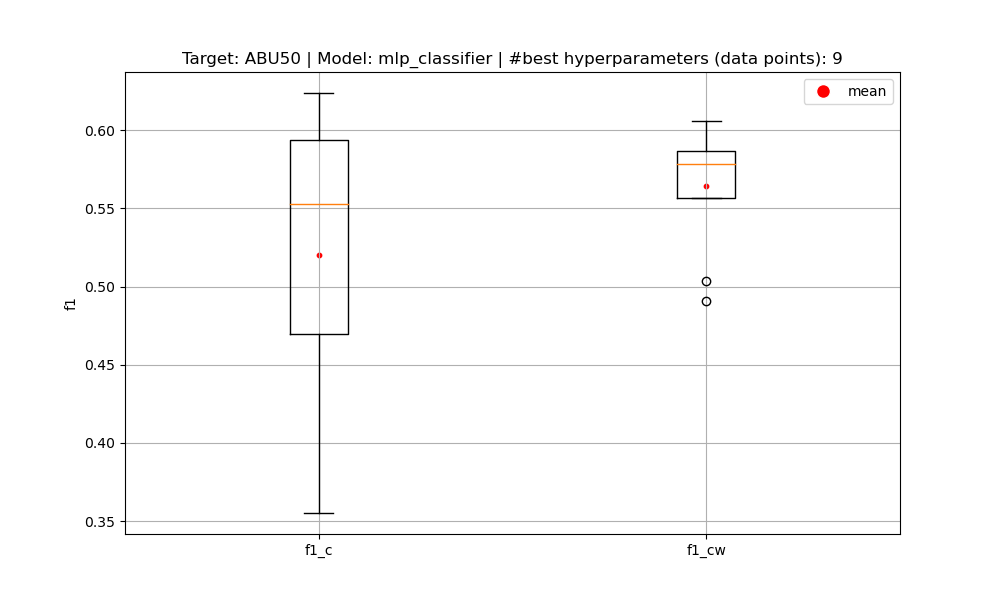 Target: ABU50 | Model: mlp_classifier | #best hyperparameters (data points): 9
mean
0.60
0.55
0.50
0.45
0.40
0.35
f1
f1_c
f1_cw